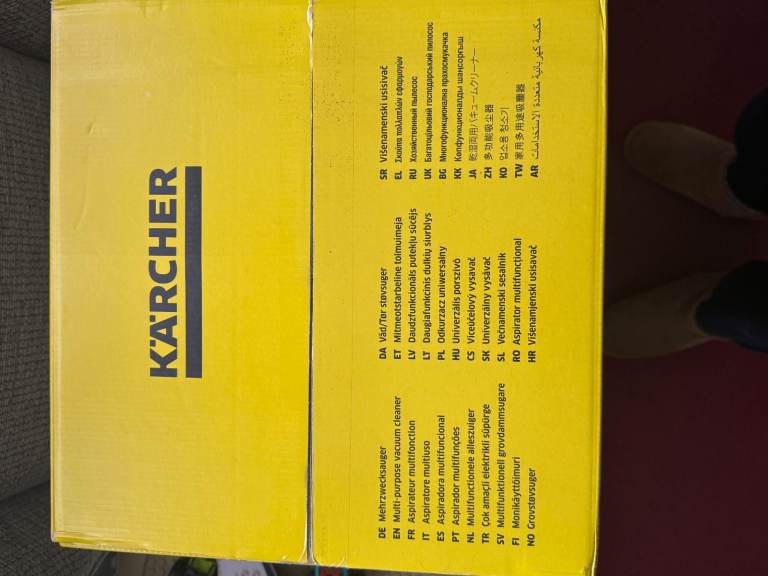 KÄRCHER
DE Mehrzwecksauger
EN Multi-purpose vacuum cleaner
FR Aspirateur multifonction
IT Aspiratore multiuso
ES Aspiradora multifuncional
PT Aspirador multifunções
NL Multifunctionele alleszuiger
TR Çok amaçli elektrikli süpürge
SV Multifunktionell grovdammsugare
FI Monikäyttöimuri
NO Grovstøvsuger
DA Våd/Tør støvsuger
ET Mitmeotstarbeline tolmuimeja
LV Daudzfunkcionāls putekļu sūcējs
LT Daugiafunkcinis dulkių siurblys
PL Odkurzacz uniwersalny
HU Univerzális porszívó
CS Víceúčelový vysavač
SK Univerzálny vysávač
SL Večnamenski sesalnik
RO Aspirator multifuncțional
HR Višenamjenski usisavač
SR Višenamenski usisivač
EL Σκούπα πολλαπλών εφαρμογών
RU Хозяйственный пылесос
UK Багатоцільовий господарський пилосос
BG Многофункционална прахосмукачка
KK Көпфункционалды шаңсорғыш
JA 乾湿両用バキュームクリーナー
ZH 多功能吸尘器
KO 업소용 청소기
TW 家用多用途吸塵器
AR مكنسة كهربائية متعددة الاستخدامات